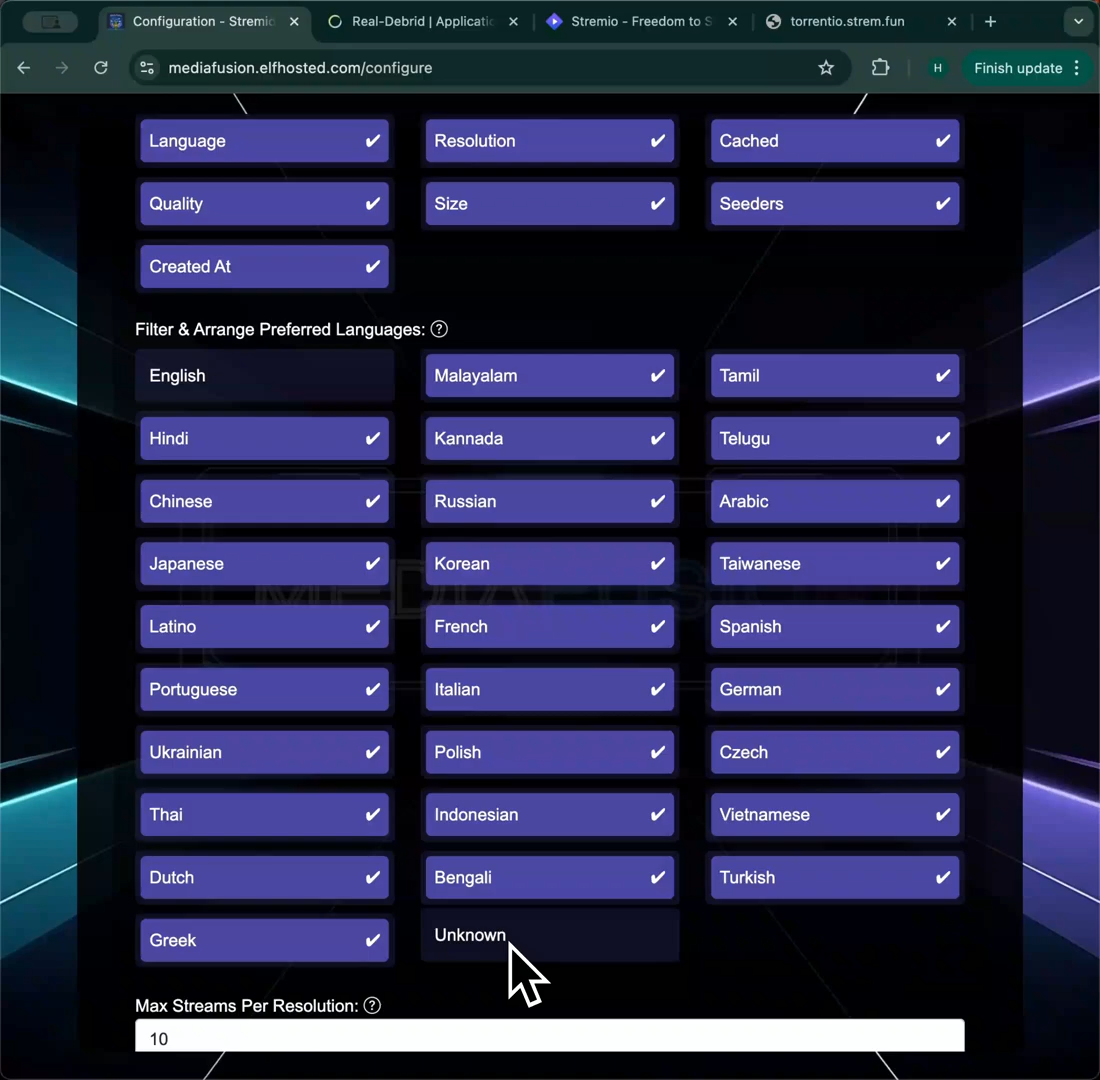 Configuration - Stremio
Real-Debrid | Applicatio
Stremio - Freedom to S
torrentio.strem.fun
mediafusion.elfhosted.com/configure
H
Finish update
Language ✔
Resolution ✔
Cached ✔
Quality ✔
Size ✔
Seeders ✔
Created At ✔
Filter & Arrange Preferred Languages: ?
English
Malayalam ✔
Tamil ✔
Hindi ✔
Kannada ✔
Telugu ✔
Chinese ✔
Russian ✔
Arabic ✔
Japanese ✔
Korean ✔
Taiwanese ✔
Latino ✔
French ✔
Spanish ✔
Portuguese ✔
Italian ✔
German ✔
Ukrainian ✔
Polish ✔
Czech ✔
Thai ✔
Indonesian ✔
Vietnamese ✔
Dutch ✔
Bengali ✔
Turkish ✔
Greek ✔
Unknown
Max Streams Per Resolution: ?
10